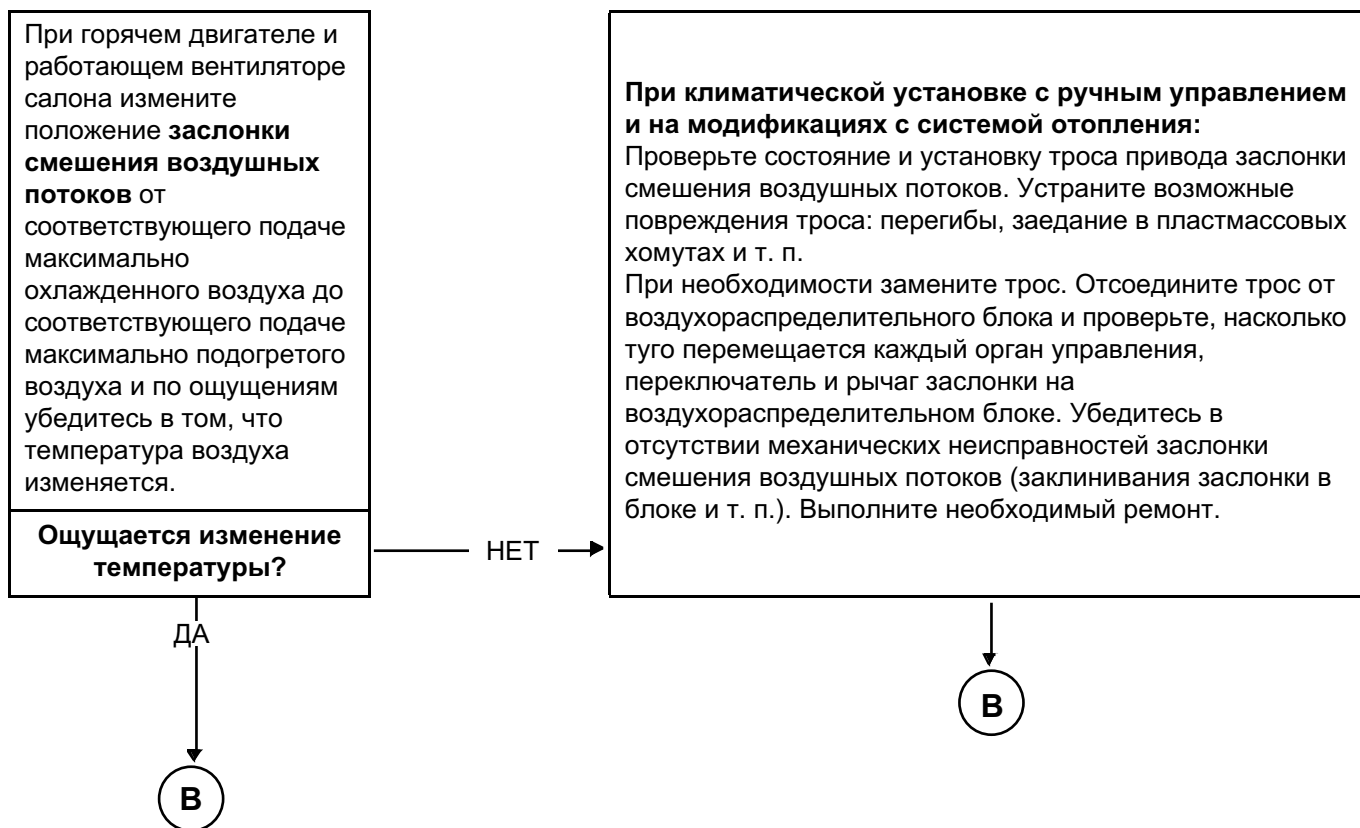 При горячем двигателе и
работающем вентиляторе
салона измените
положение заслонки
смешения воздушных
потоков от
соответствующего подаче
максимально
охлажденного воздуха до
соответствующего подаче
максимально подогретого
воздуха и по ощущениям
убедитесь в том, что
температура воздуха
изменяется.
Ощущается изменение
температуры?
НЕТ
При климатической установке с ручным управлением
и на модификациях с системой отопления:
Проверьте состояние и установку троса привода заслонки
смешения воздушных потоков. Устраните возможные
повреждения троса: перегибы, заедание в пластмассовых
хомутах и т. п.
При необходимости замените трос. Отсоедините трос от
воздухораспределительного блока и проверьте, насколько
туго перемещается каждый орган управления,
переключатель и рычаг заслонки на
воздухораспределительном блоке. Убедитесь в
отсутствии механических неисправностей заслонки
смешения воздушных потоков (заклинивания заслонки в
блоке и т. п.). Выполните необходимый ремонт.
ДА
В
В